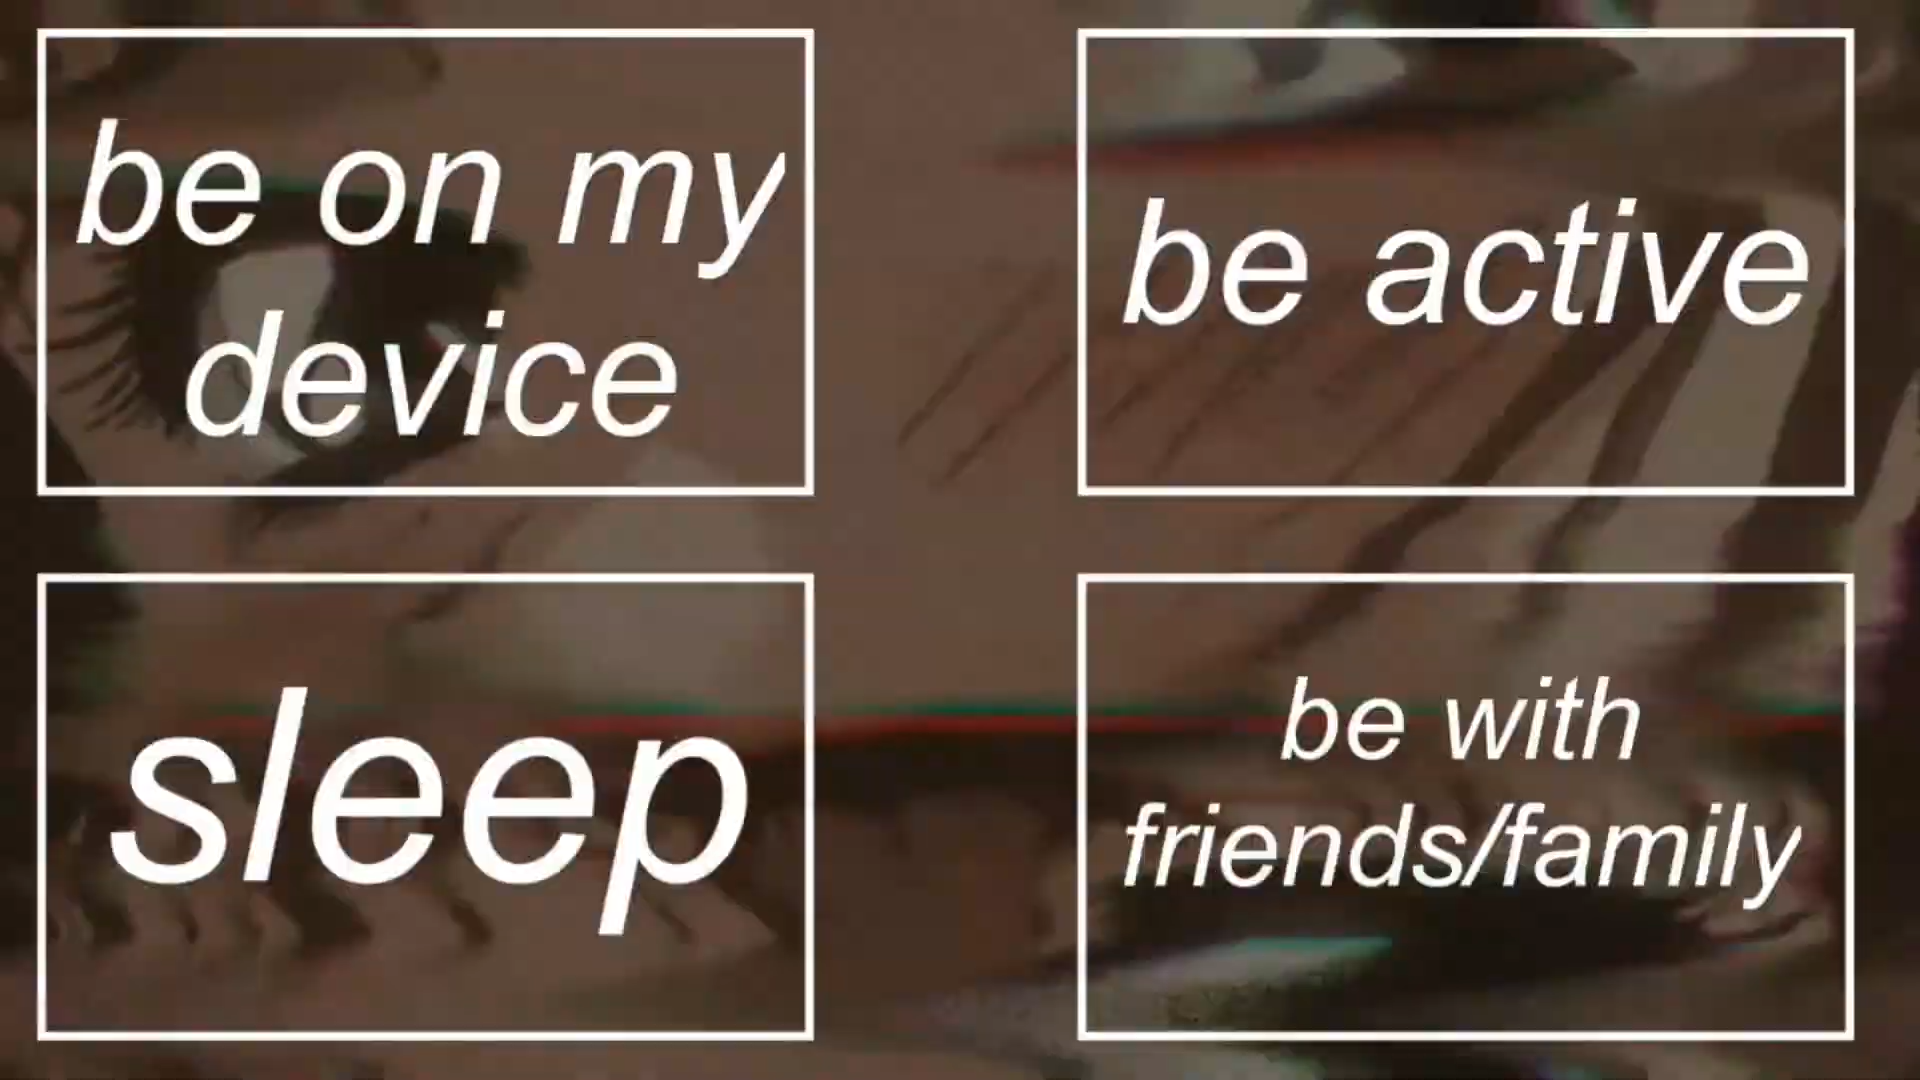 be on my
device
be active
sleep
be with
friends/family